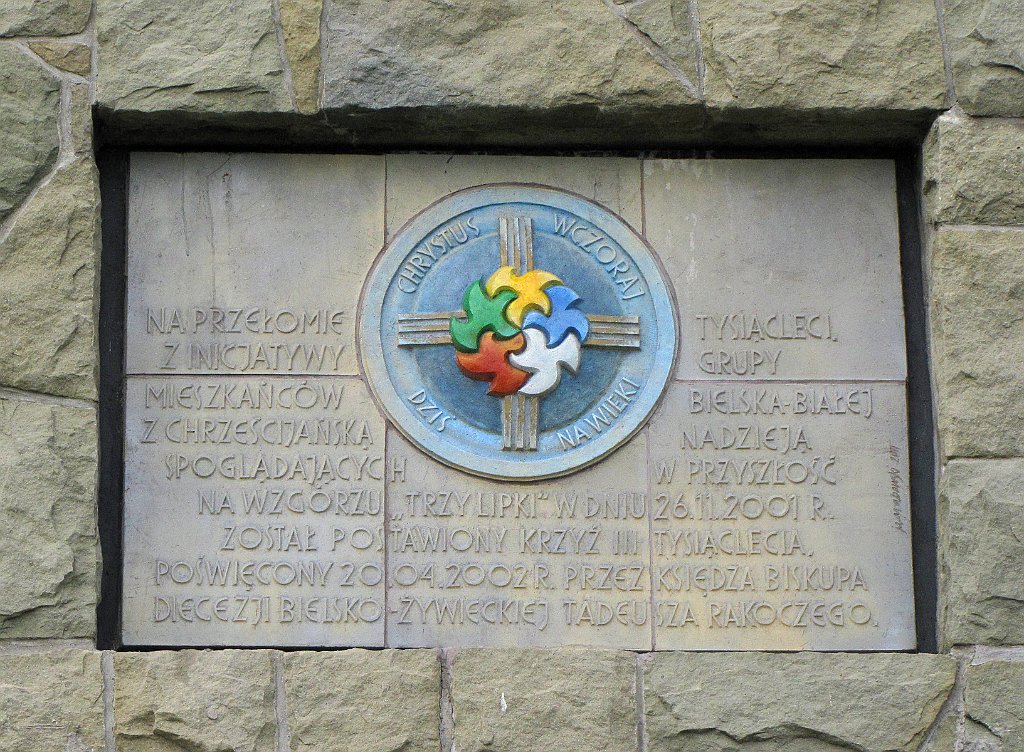 CHRYSTUS WCZORAJ
DZIŚ NA WIEKI
NA PRZEŁOMIE TYSIĄCLECI,
Z INICJATYWY GRUPY
MIESZKAŃCÓW BIELSKA-BIAŁEJ
Z CHRZEŚCIJAŃSKĄ NADZIEJĄ
SPOGLĄDAJĄCYCH W PRZYSZŁOŚĆ
NA WZGÓRZU „TRZY LIPKI" W DNIU 26.11.2001 R.
ZOSTAŁ POSTAWIONY KRZYŻ III TYSIĄCLECIA,
POŚWIĘCONY 20.04.2002 R. PRZEZ KSIĘDZA BISKUPA
DIECEZJI BIELSKO-ŻYWIECKIEJ TADEUSZA RAKOCZEGO.